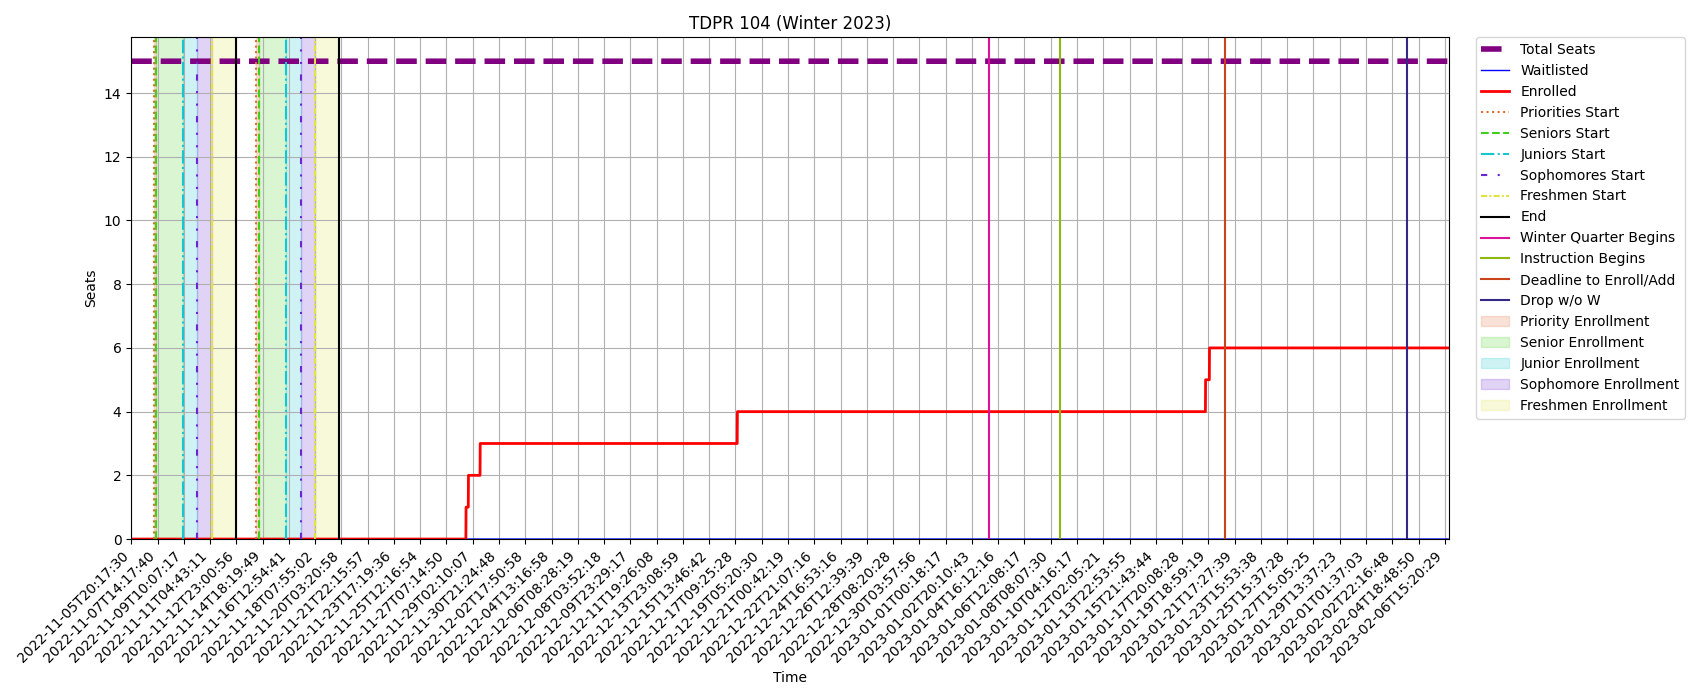 TDPR 104 (Winter 2023)
Seats
14
12
10
8
6
4
2
0
2022-11-05T20:17:30
2022-11-07T14:17:40
2022-11-09T10:07:17
2022-11-11T04:43:11
2022-11-12T23:00:56
2022-11-14T18:19:49
2022-11-16T12:54:41
2022-11-18T07:55:02
2022-11-20T03:20:58
2022-11-21T22:15:57
2022-11-23T17:19:36
2022-11-25T12:16:54
2022-11-27T07:14:50
2022-11-29T02:10:07
2022-11-30T21:24:48
2022-12-02T17:50:58
2022-12-04T13:16:58
2022-12-06T08:28:19
2022-12-08T03:52:18
2022-12-09T23:29:17
2022-12-11T19:26:08
2022-12-13T23:08:59
2022-12-15T13:46:42
2022-12-17T09:25:28
2022-12-19T05:20:30
2022-12-21T00:42:19
2022-12-22T21:07:16
2022-12-24T16:53:16
2022-12-26T12:39:39
2022-12-28T08:20:28
2022-12-30T03:57:56
2023-01-01T00:18:17
2023-01-02T20:10:43
2023-01-04T16:12:16
2023-01-06T12:08:17
2023-01-08T08:07:30
2023-01-10T04:16:17
2023-01-12T02:05:21
2023-01-13T22:53:55
2023-01-15T21:43:44
2023-01-17T20:08:28
2023-01-19T18:59:19
2023-01-21T17:27:39
2023-01-23T15:53:38
2023-01-25T15:37:28
2023-01-27T15:05:25
2023-01-29T13:37:23
2023-02-01T01:37:03
2023-02-02T22:16:48
2023-02-04T18:48:50
2023-02-06T15:20:29
Time
Total Seats
Waitlisted
Enrolled
Priorities Start
Seniors Start
Juniors Start
Sophomores Start
Freshmen Start
End
Winter Quarter Begins
Instruction Begins
Deadline to Enroll/Add
Drop w/o W
Priority Enrollment
Senior Enrollment
Junior Enrollment
Sophomore Enrollment
Freshmen Enrollment